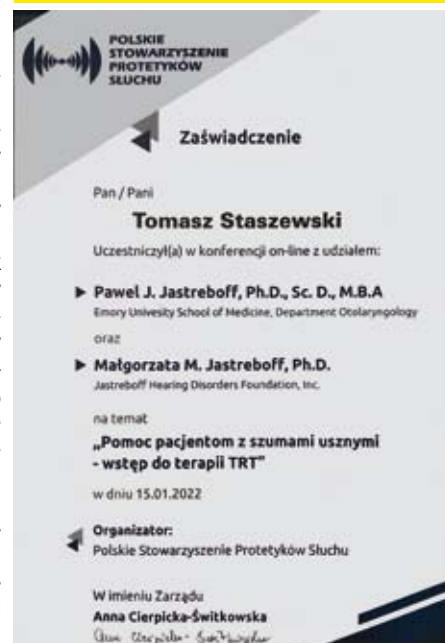 POLSKIE
STOWARZYSZENIE
PROTETYKÓW
SŁUCHU
Zaświadczenie
Pan / Pani
Tomasz Staszewski
Uczestniczył(a) w konferencji on-line z udziałem:
Pawel J. Jastreboff, Ph.D., Sc. D., M.B.A
Emory Univesity School of Medicine, Department Otolaryngology
oraz
Małgorzata M. Jastreboff, Ph.D.
Jastreboff Hearing Disorders Foundation, Inc.
na temat
„Pomoc pacjentom z szumami usznymi
- wstęp do terapii TRT”
w dniu 15.01.2022
Organizator:
Polskie Stowarzyszenie Protetyków Słuchu
W imieniu Zarządu
Anna Cierpicka-Świtkowska